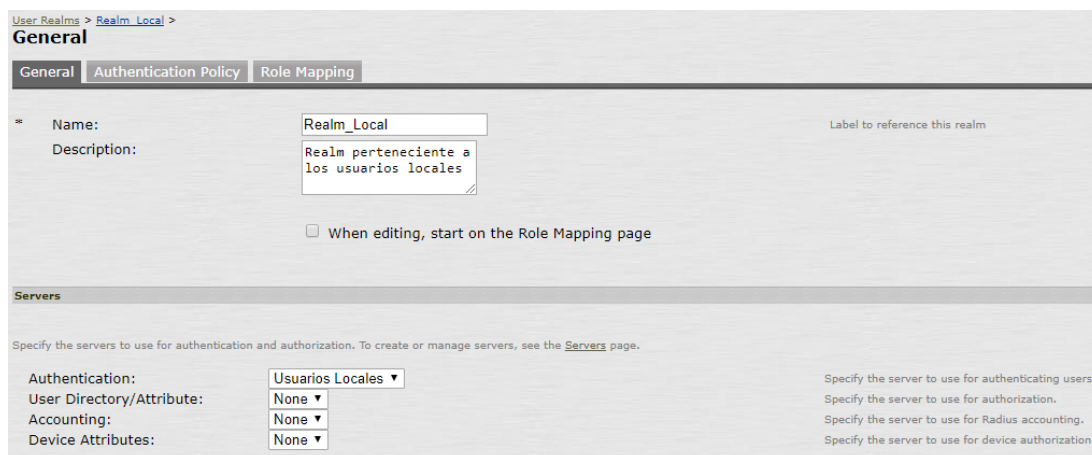 User Realms > Realm_Local >
General
General Authentication Policy Role Mapping
* Name: Realm_Local Label to reference this realm
Description: Realm perteneciente a
los usuarios locales
When editing, start on the Role Mapping page
Servers
Specify the servers to use for authentication and authorization. To create or manage servers, see the Servers page.
Authentication: Usuarios Locales Specify the server to use for authenticating users
User Directory/Attribute: None Specify the server to use for authorization.
Accounting: None Specify the server to use for Radius accounting.
Device Attributes: None Specify the server to use for device authorization